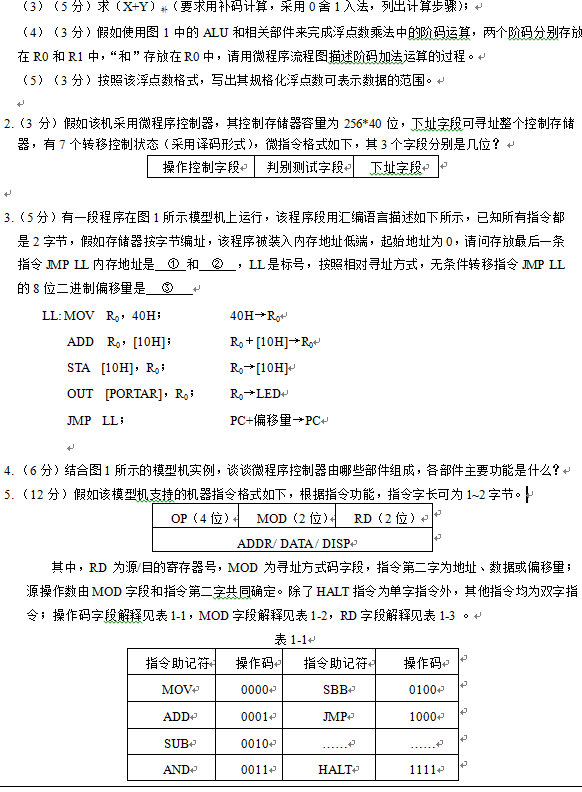 （3）（5分）求（X+Y）浮（要求用补码计算，采用0舍1入法，列出计算步骤）；
（4）（3分）假如使用图1中的ALU和相关部件来完成浮点数乘法中的阶码运算，两个阶码分别存放
在R0和R1中，“和”存放在R0中，请用微程序流程图描述阶码加法运算的过程。
（5）（3分）按照该浮点数格式，写出其规格化浮点数可表示数据的范围。
2.（3分）假如该机采用微程序控制器，其控制存储器容量为256*40位，下址字段可寻址整个控制存储
器，有7个转移控制状态（采用译码形式），微指令格式如下，其3个字段分别是几位？
操作控制字段 判别测试字段 下址字段
3.（5分）有一段程序在图1所示模型机上运行，该程序段用汇编语言描述如下所示，已知所有指令都
是2字节，假如存储器按字节编址，该程序被装入内存地址低端，起始地址为0，请问存放最后一条
指令JMP LL内存地址是 ① 和 ② ，LL是标号，按照相对寻址方式，无条件转移指令JMP LL
的8位二进制偏移量是 ③
LL: MOV R0，40H； 40H→R0
ADD R0，[10H]； R0＋[10H]→R0
STA [10H]，R0； R0→[10H]
OUT [PORTAR]，R0； R0→LED
JMP LL； PC+偏移量→PC
4.（6分）结合图1所示的模型机实例，谈谈微程序控制器由哪些部件组成，各部件主要功能是什么？
5.（12分）假如该模型机支持的机器指令格式如下，根据指令功能，指令字长可为1~2字节。
OP（4位） MOD（2位） RD（2位）
ADDR/ DATA / DISP
其中，RD 为源/目的寄存器号，MOD 为寻址方式码字段，指令第二字为地址、数据或偏移量；
源操作数由MOD字段和指令第二字共同确定。除了HALT指令为单字指令外，其他指令均为双字指
令；操作码字段解释见表1-1，MOD字段解释见表1-2，RD字段解释见表1-3 。
表1-1
指令助记符 操作码 指令助记符 操作码
MOV 0000 SBB 0100
ADD 0001 JMP 1000
SUB 0010 …… ……
AND 0011 HALT 1111